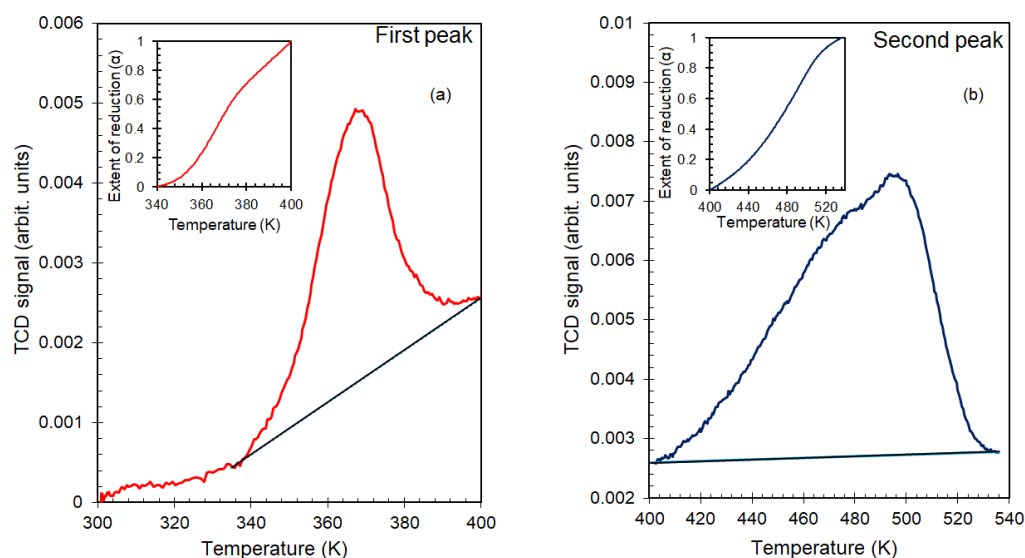 First peak
(a)
TCD signal (arbit. units)
0.006
0.005
0.004
0.003
0.002
0.001
0
300 320 340 360 380 400
Temperature (K)
Extent of reduction (α)
1
0.8
0.6
0.4
0.2
0
340 360 380 400
Temperature (K)
Second peak
(b)
TCD signal (arbit. units)
0.01
0.009
0.008
0.007
0.006
0.005
0.004
0.003
0.002
400 420 440 460 480 500 520 540
Temperature (K)
Extent of reduction (α)
1
0.8
0.6
0.4
0.2
0
400 440 480 520
Temperature (K)